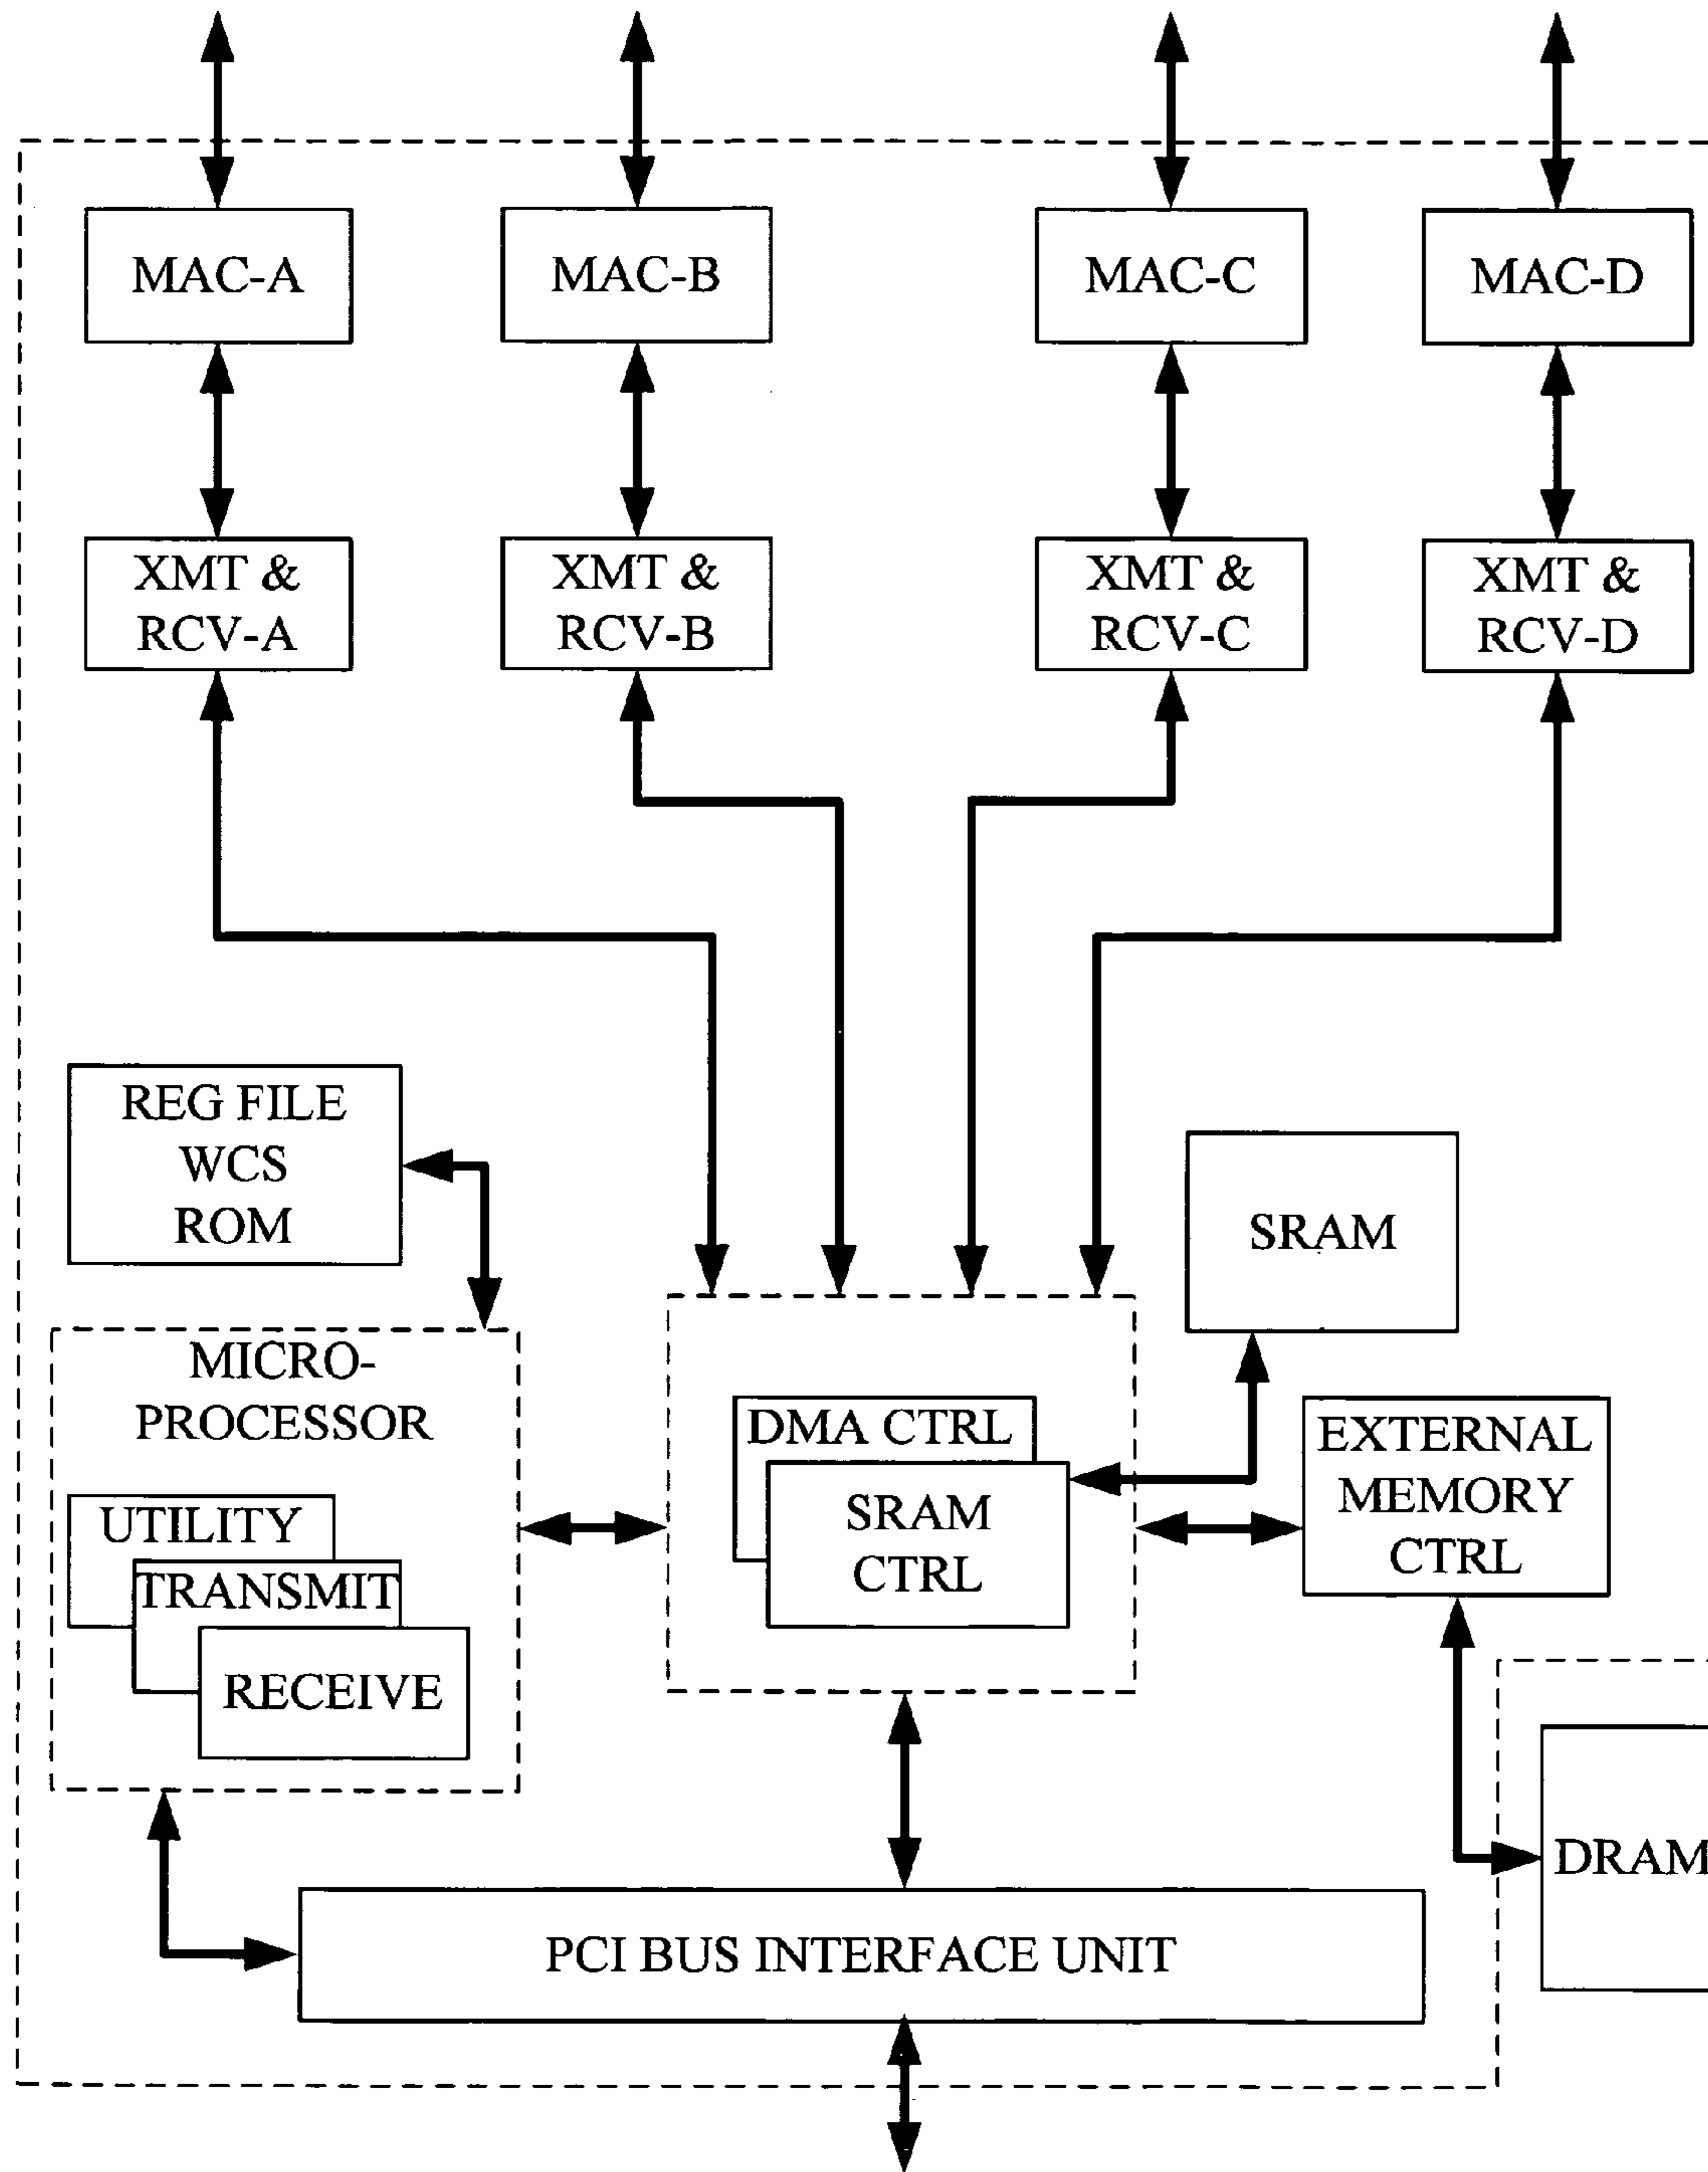 MAC-A
MAC-B
MAC-C
MAC-D
XMT &
RCV-A
XMT &
RCV-B
XMT &
RCV-C
XMT &
RCV-D
REG FILE
WCS
ROM
SRAM
MICRO-
PROCESSOR
UTILITY
TRANSMIT
RECEIVE
DMA CTRL
SRAM
CTRL
EXTERNAL
MEMORY
CTRL
DRAM
PCI BUS INTERFACE UNIT